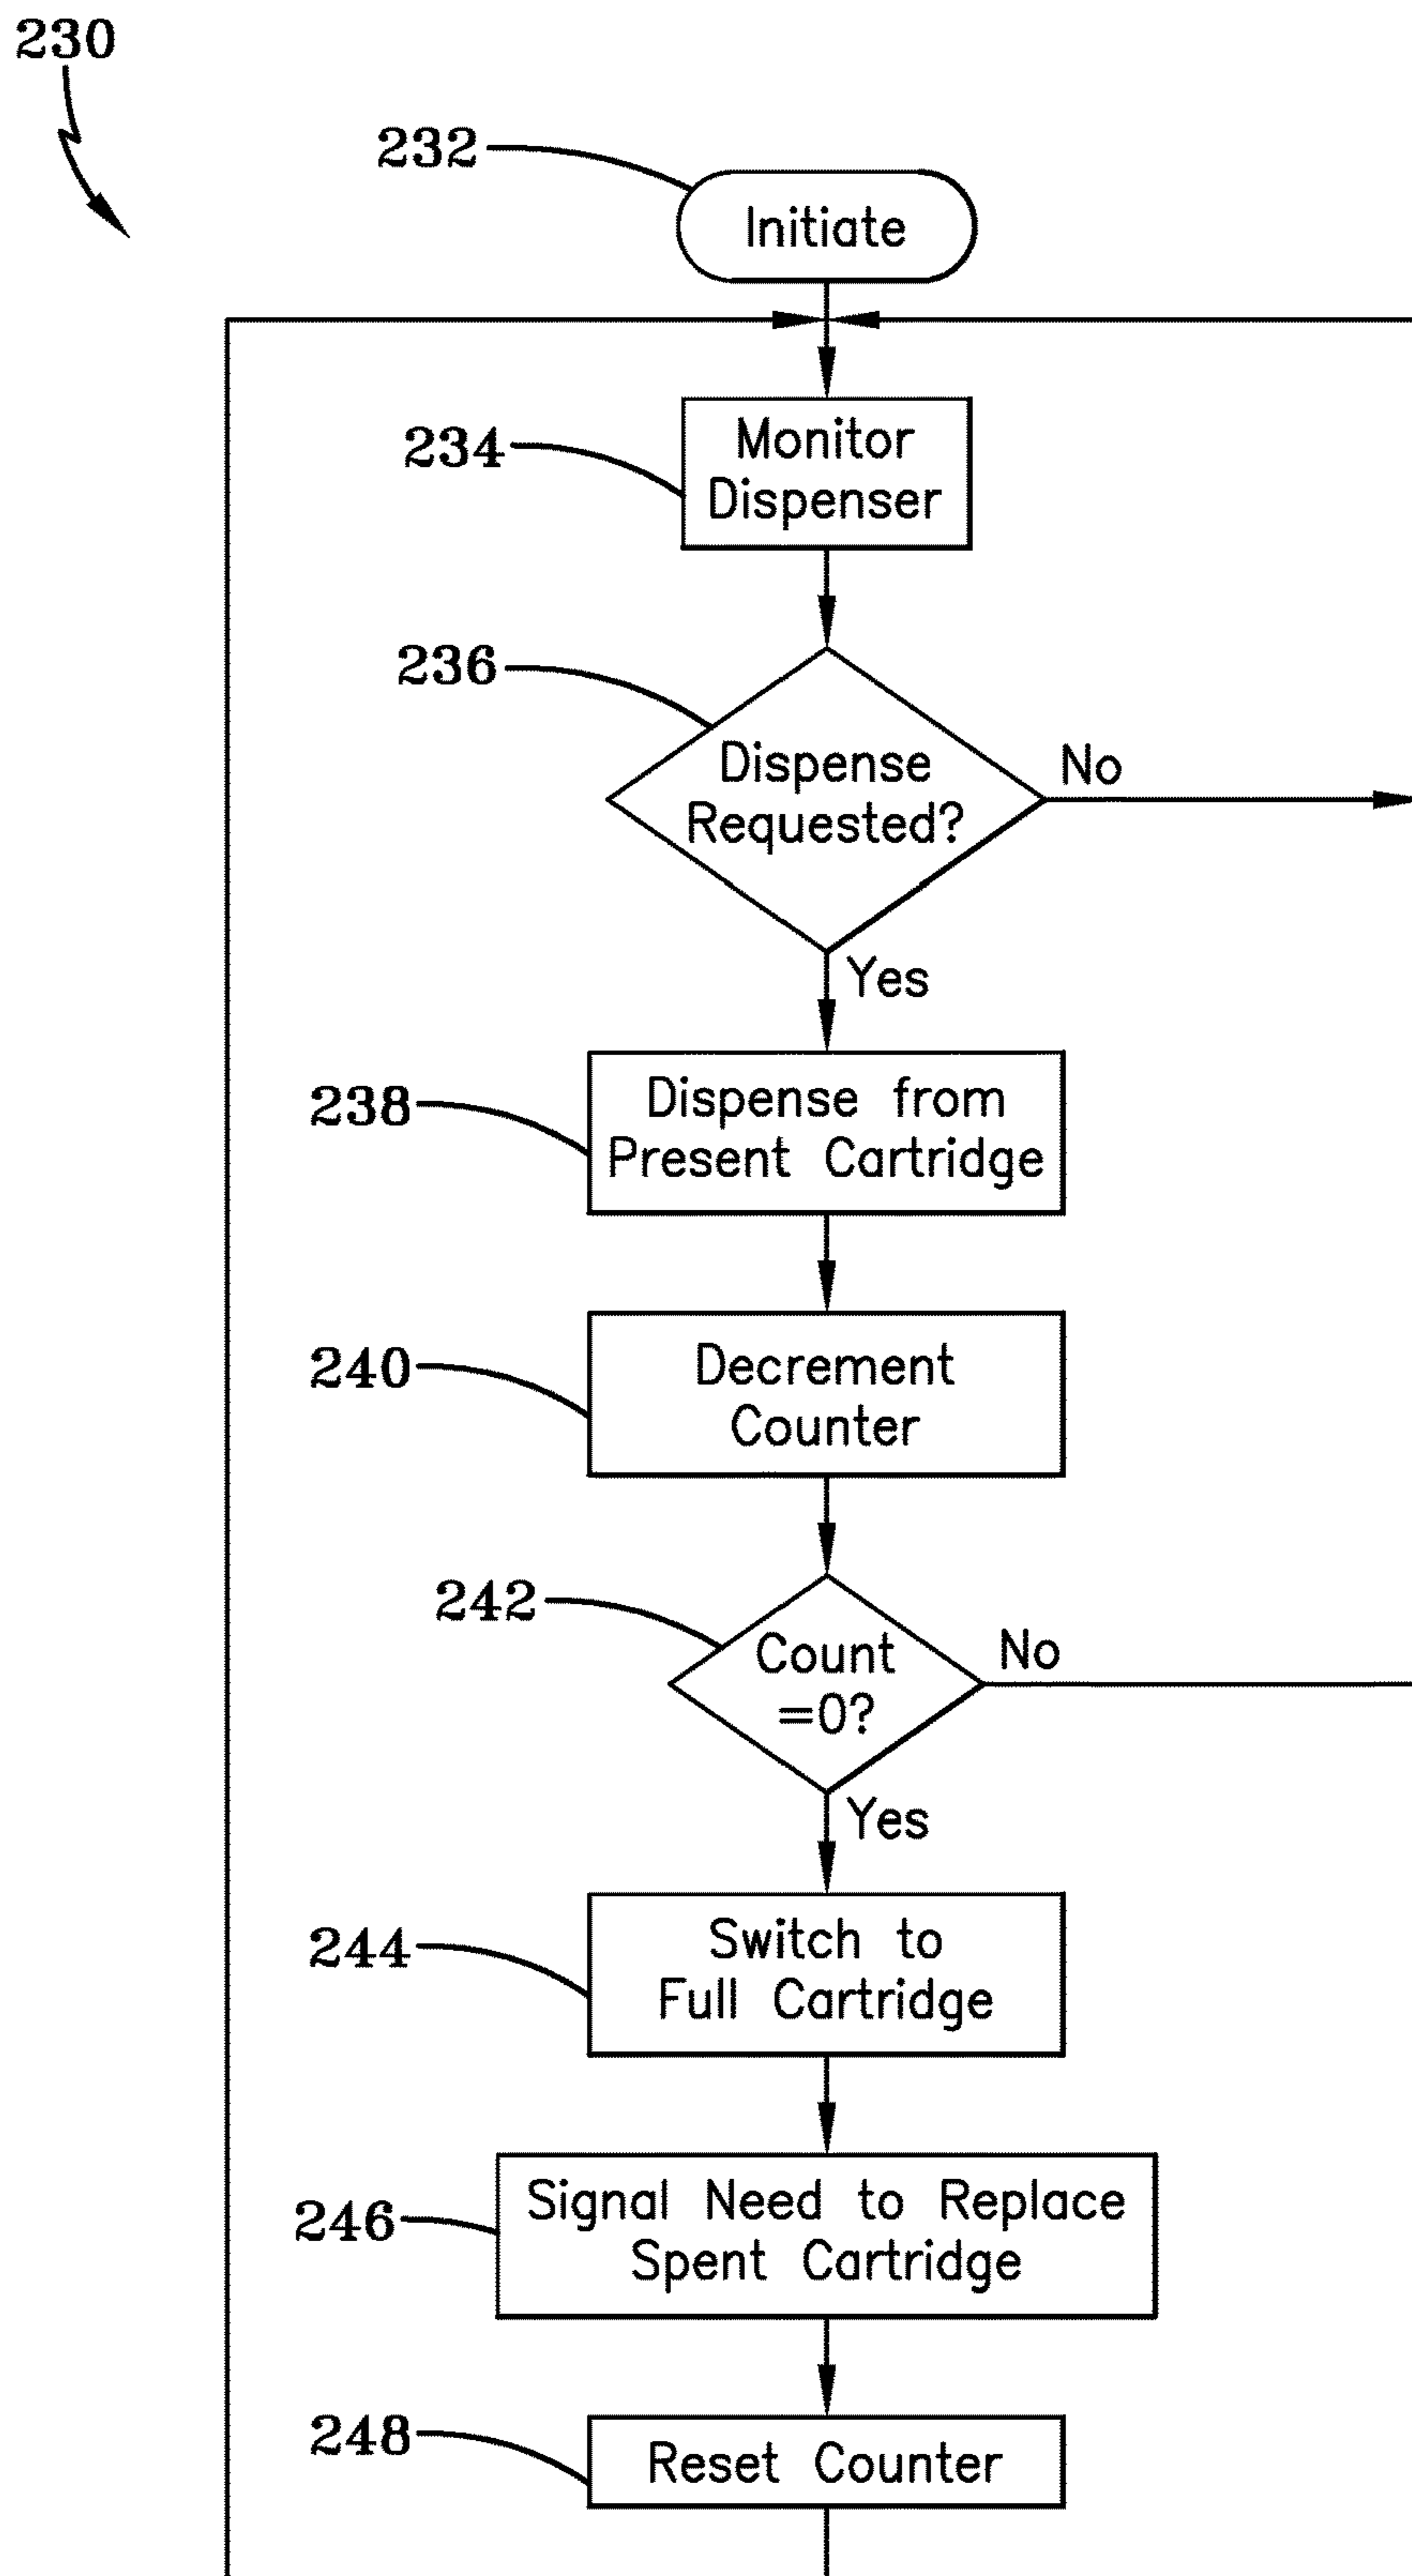 230
232
Initiate
234
Monitor
Dispenser
236
Dispense
Requested?
No
Yes
238
Dispense from
Present Cartridge
240
Decrement
Counter
242
Count
=0?
No
Yes
244
Switch to
Full Cartridge
246
Signal Need to Replace
Spent Cartridge
248
Reset Counter